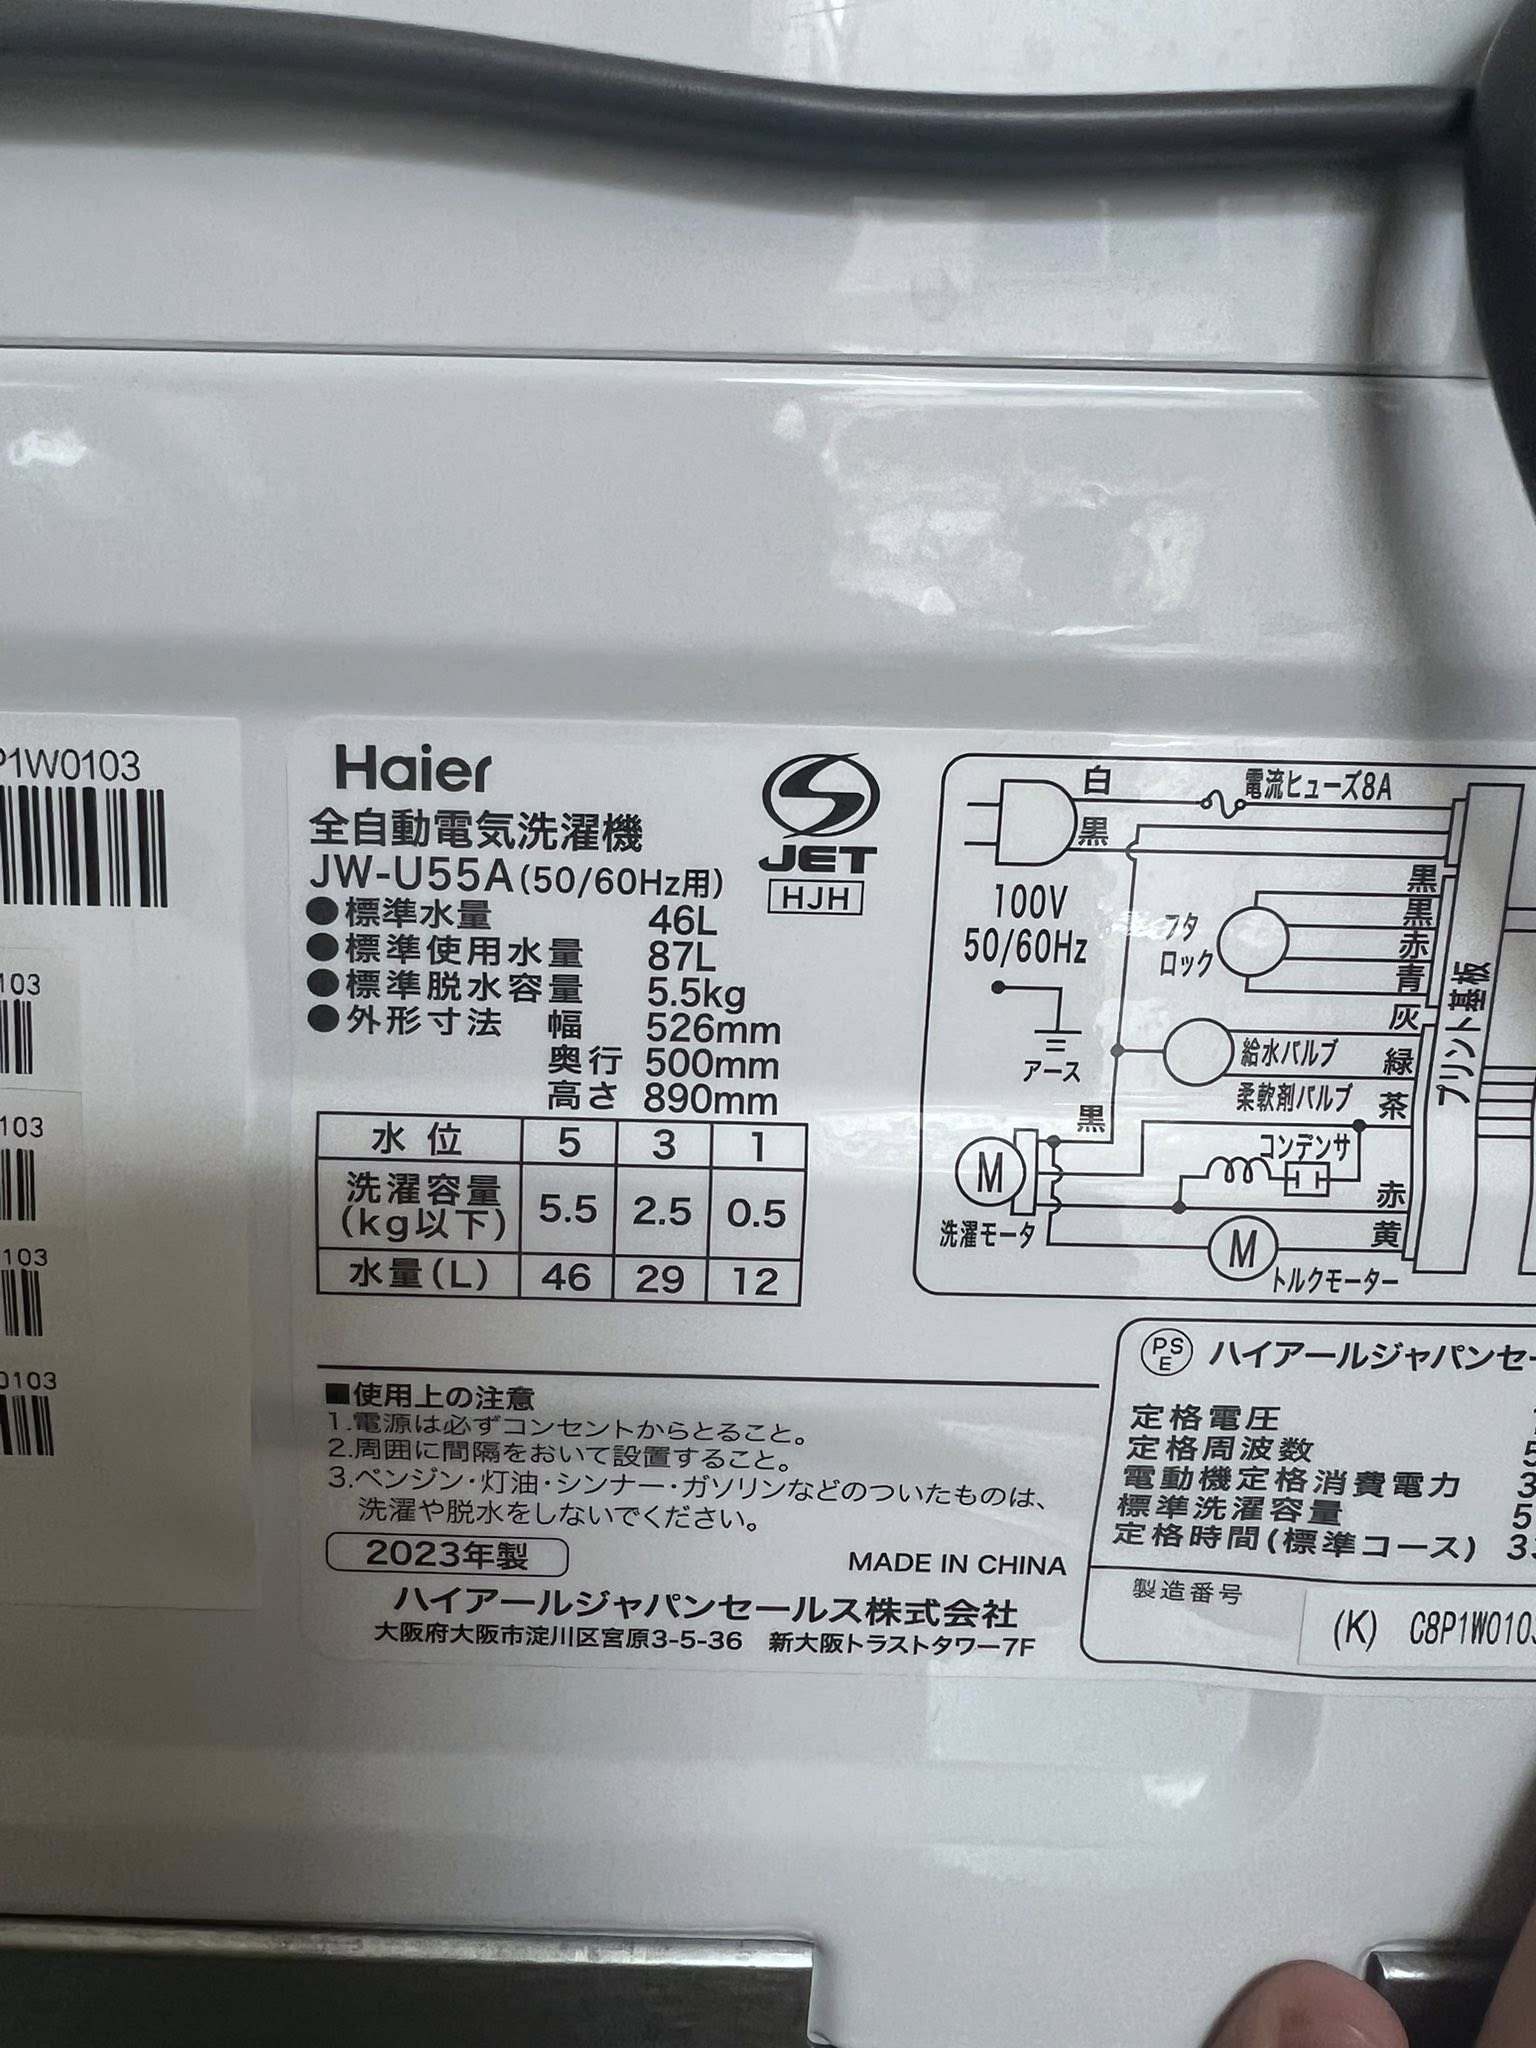 P1W0103
103
103
103
0103
Haier
全自動電気洗濯機
JW-U55A(50/60Hz用)
●標準水量 46L
●標準使用水量 87L
●標準脱水容量 5.5kg
●外形寸法 幅 526mm
奥行 500mm
高さ 890mm
JET
HJH
水位 5 3 1
洗濯容量(kg以下) 5.5 2.5 0.5
水量(L) 46 29 12
白
電流ヒューズ8A
黒
100V
50/60Hz
アース
フタロック
黒
黒
赤
青
灰
給水バルブ
緑
柔軟剤バルブ
茶
黒
コンデンサ
M
洗濯モータ
赤
黄
M
トルクモーター
プリント基板
■使用上の注意
1.電源は必ずコンセントからとること。
2.周囲に間隔をおいて設置すること。
3.ベンジン・灯油・シンナー・ガソリンなどのついたものは、
洗濯や脱水をしないでください。
2023年製
MADE IN CHINA
ハイアールジャパンセールス株式会社
大阪府大阪市淀川区宮原3-5-36 新大阪トラストタワー7F
PSE ハイアールジャパンセー
定格電圧
定格周波数 5
電動機定格消費電力 3
標準洗濯容量 5
定格時間(標準コース) 33
製造番号
(K) C8P1W0103